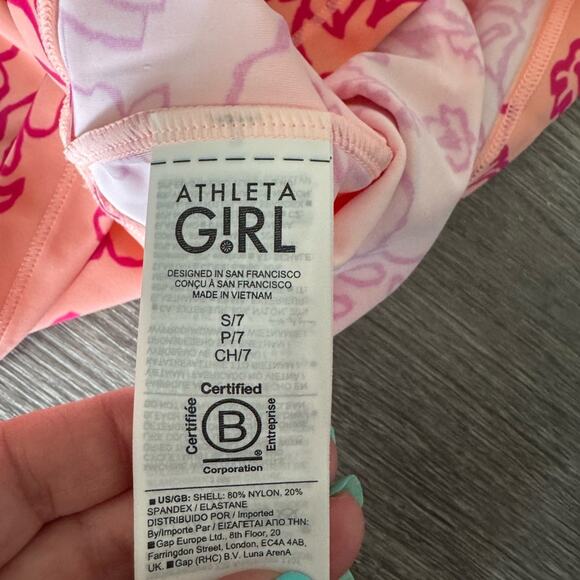 ATHLETA
G!RL
DESIGNED IN SAN FRANCISCO
CONÇU À SAN FRANCISCO
MADE IN VIETNAM
S/7
P/7
CH/7
Certified
Certifiée
B
®
Entreprise
Corporation
■ US/GB: SHELL: 80% NYLON, 20%
SPANDEX / ELASTANE
DISTRIBUIDO POR / Imported
By/Importe Par / ΕΙΣΑΓΕΤΑΙ ΑΠΟ ΤΗΝ:
■ Gap Europe Ltd., 8th Floor, 20
Farringdon Street, London, EC4A 4AB,
UK. ■ Gap (RHC) B.V. Luna ArenA